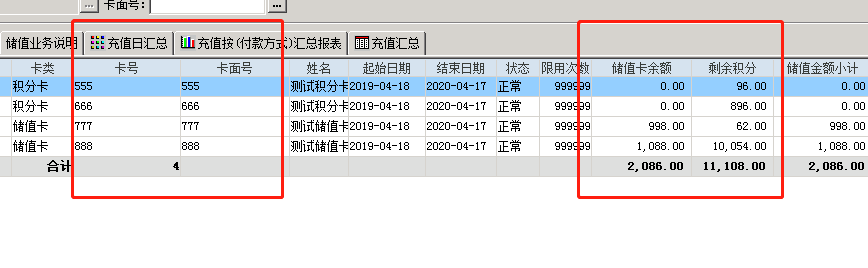 卡面号:
储值业务说明 充值日汇总 充值按(付款方式)汇总报表 充值汇总
卡类 卡号 卡面号 姓名 起始日期 结束日期 状态 限用次数 储值卡余额 剩余积分 储值金额小计
积分卡 555 555 测试积分卡 2019-04-18 2020-04-17 正常 999999 0.00 96.00 0.00
积分卡 666 666 测试积分卡 2019-04-18 2020-04-17 正常 999999 0.00 896.00 0.00
储值卡 777 777 测试储值卡 2019-04-18 2020-04-17 正常 999999 998.00 62.00 998.00
储值卡 888 888 测试储值卡 2019-04-18 2020-04-17 正常 999999 1,088.00 10,054.00 1,088.00
合计 4 2,086.00 11,108.00 2,086.00